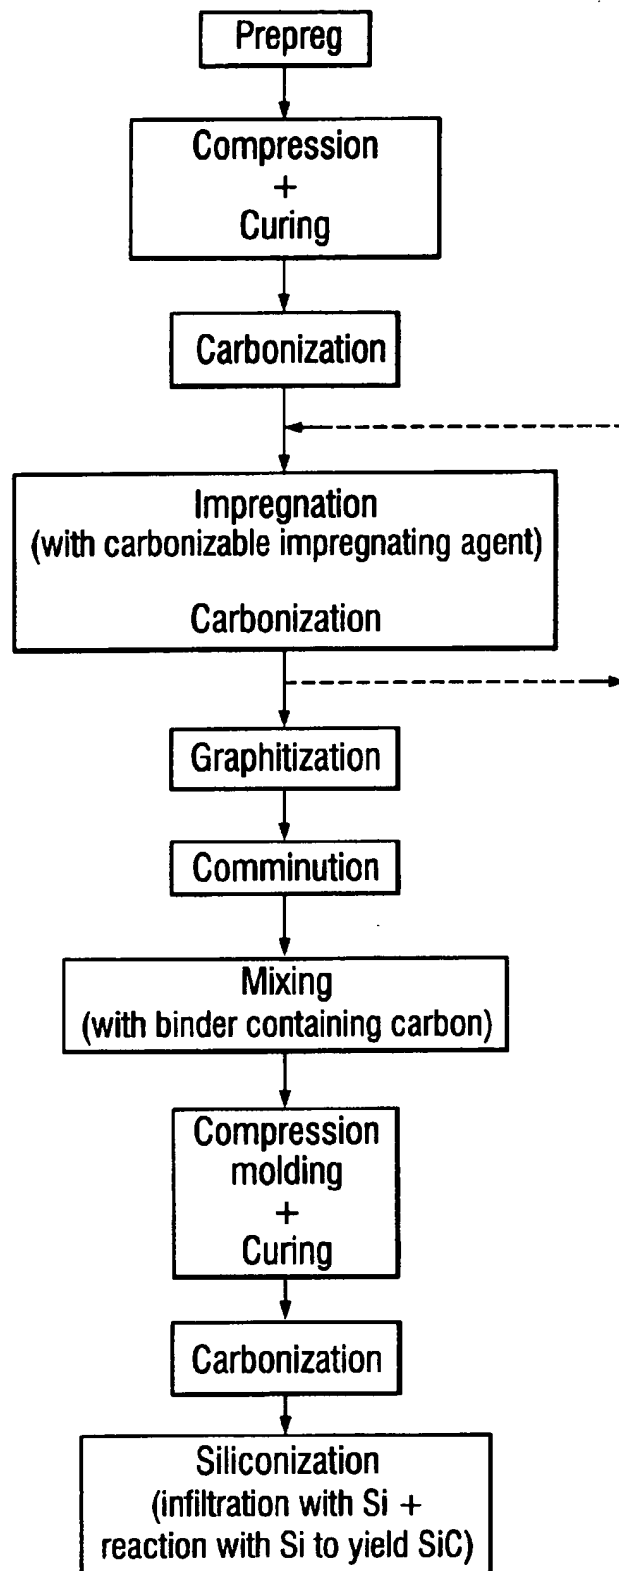 Prepreg
Compression
+
Curing
Carbonization
Impregnation
(with carbonizable impregnating agent)
Carbonization
Graphitization
Comminution
Mixing
(with binder containing carbon)
Compression
molding
+
Curing
Carbonization
Siliconization
(infiltration with Si +
reaction with Si to yield SiC)